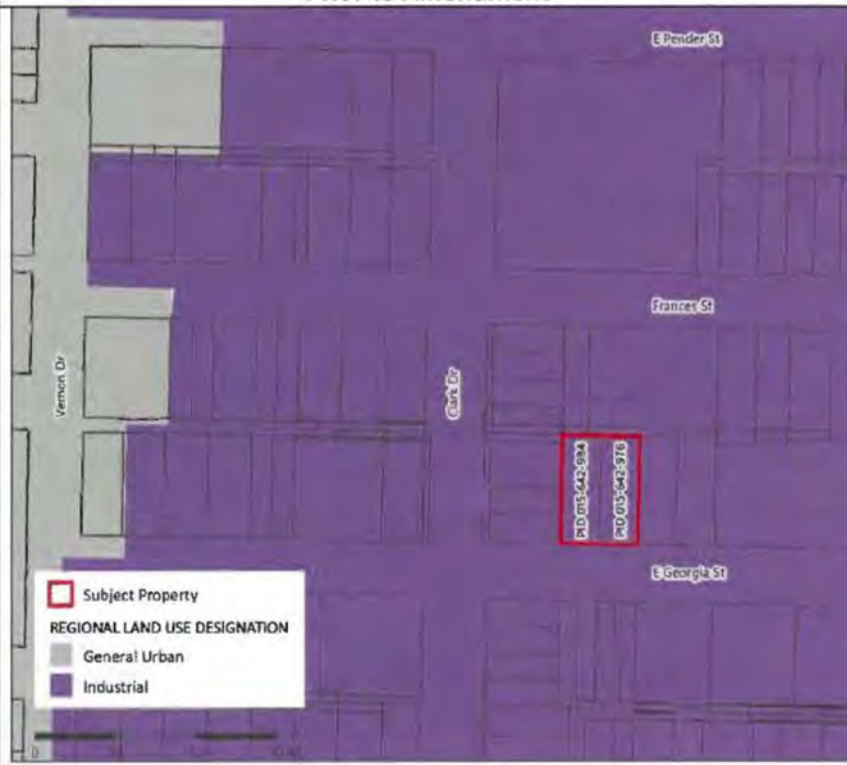 E Pender St
Frances St
Vernon Dr
Clark Dr
PID 015-642-984
PID 015-642-976
E Georgia St
Subject Property
REGIONAL LAND USE DESIGNATION
General Urban
Industrial
0